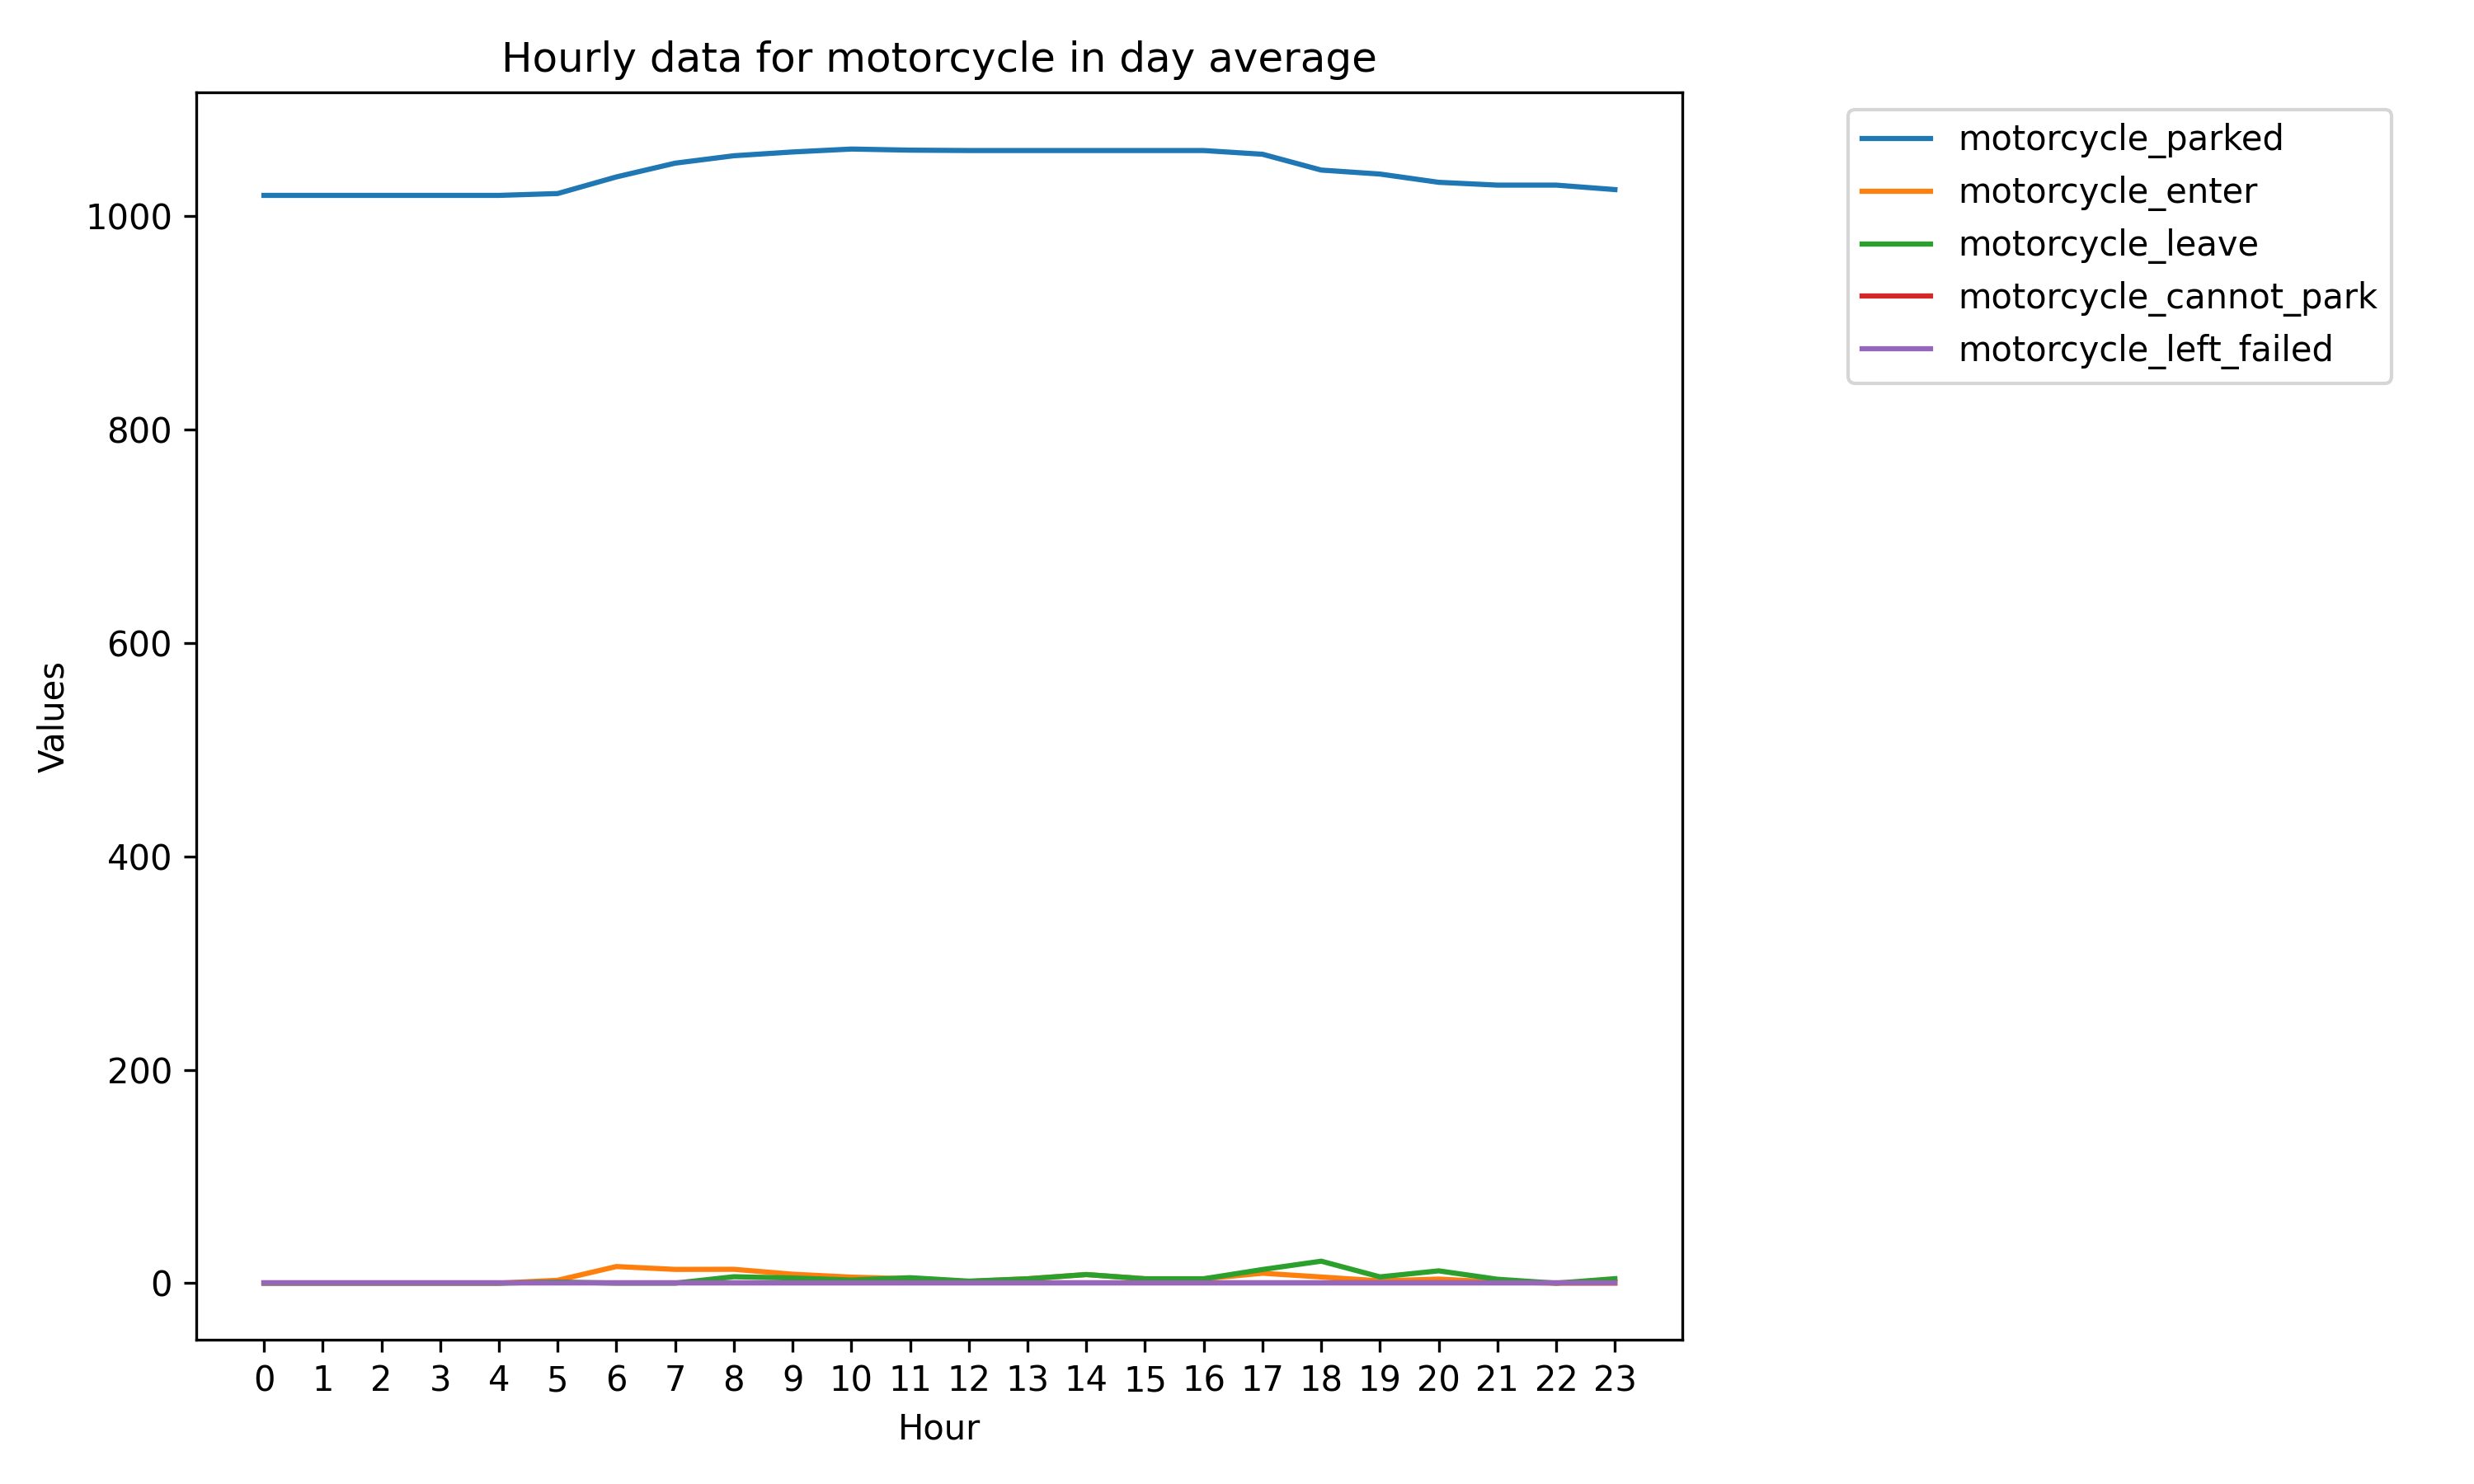 Hourly data for motorcycle in day average
motorcycle_parked
motorcycle_enter
motorcycle_leave
motorcycle_cannot_park
motorcycle_left_failed
1000
800
600
400
200
0
Values
0 1 2 3 4 5 6 7 8 9 10 11 12 13 14 15 16 17 18 19 20 21 22 23
Hour